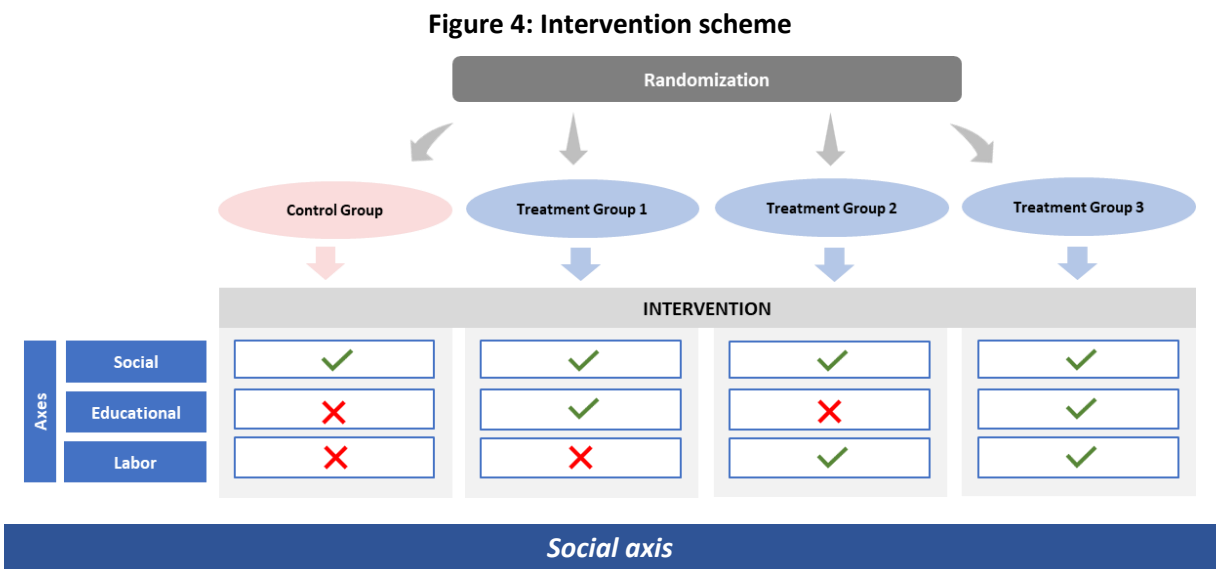 Figure 4: Intervention scheme
Randomization
Control Group
Treatment Group 1
Treatment Group 2
Treatment Group 3
INTERVENTION
Axes
Social
Educational
Labor
Social axis